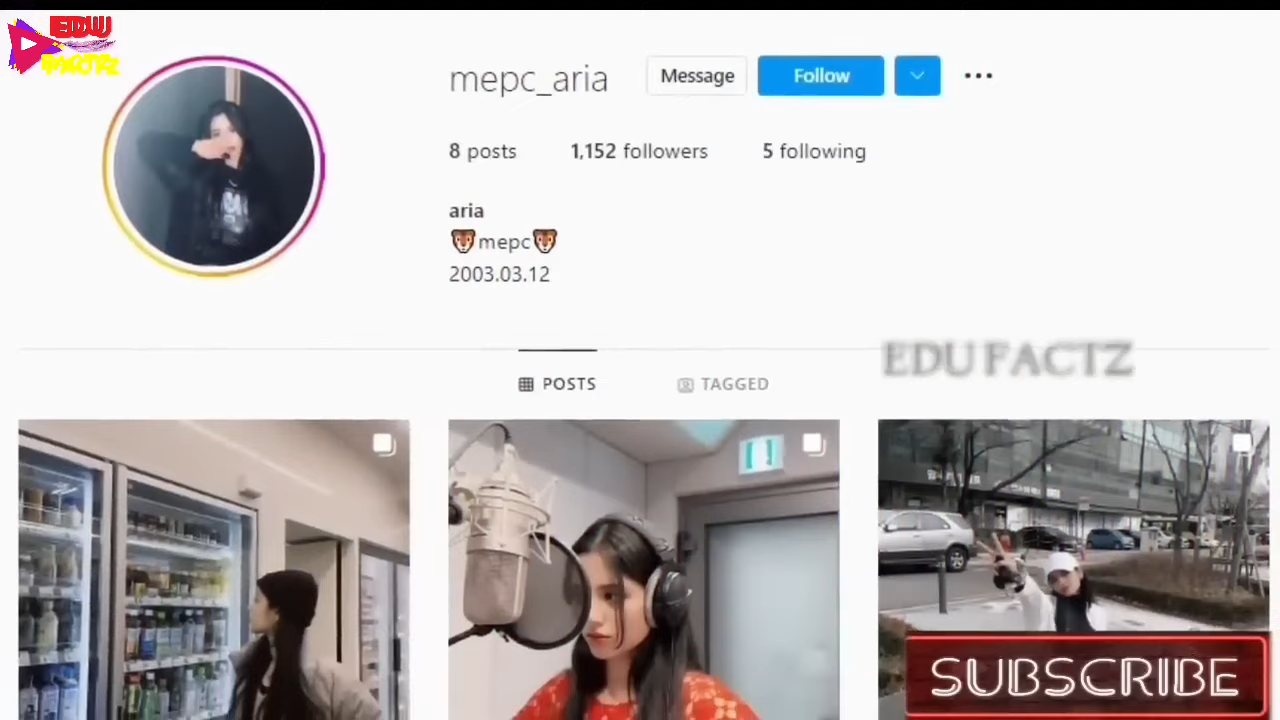 EDU
FACTZ
mepc_aria
Message
Follow
8 posts
1,152 followers
5 following
aria
🐯mepc🐯
2003.03.12
EDU FACTZ
POSTS
TAGGED
SUBSCRIBE